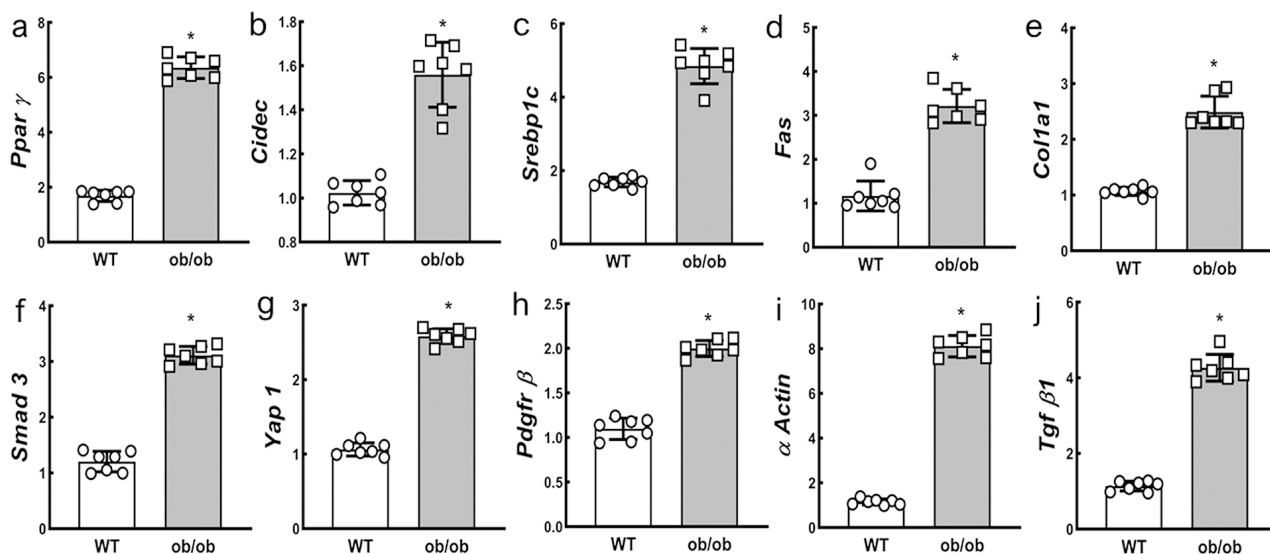 a
Ppar γ
8
6
4
2
0
*
WT
ob/ob
b
Cidec
1.8
1.6
1.4
1.2
1.0
0.8
*
WT
ob/ob
c
Srebp1c
6
4
2
0
*
WT
ob/ob
d
Fas
5
4
3
2
1
0
*
WT
ob/ob
e
Col1a1
4
3
2
1
0
*
WT
ob/ob
f
Smad 3
4
3
2
1
0
*
WT
ob/ob
g
Yap 1
3
2
1
0
*
WT
ob/ob
h
Pdgfr β
2.5
2.0
1.5
1.0
0.5
0.0
*
WT
ob/ob
i
α Actin
10
8
6
4
2
0
*
WT
ob/ob
j
Tgf β1
6
4
2
0
*
WT
ob/ob